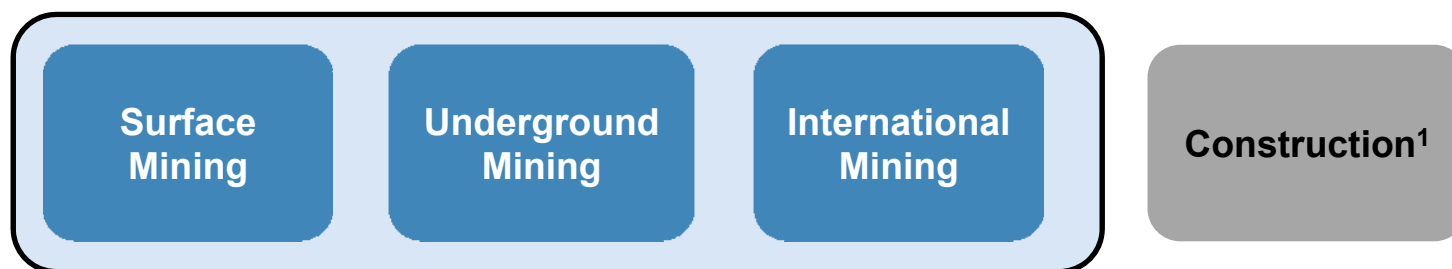 Surface
Mining
Underground
Mining
International
Mining
Construction¹